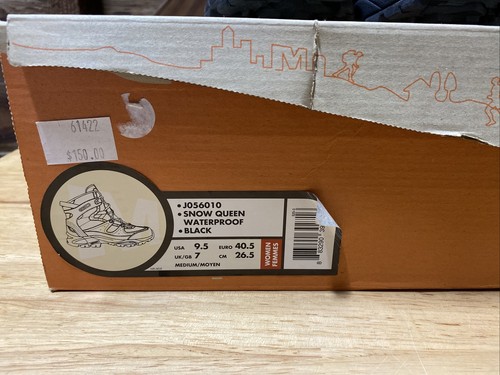 M
61422
$150.00
• J056010
• SNOW QUEEN
WATERPROOF
• BLACK
USA 9.5 EURO 40.5
UK/GB 7 CM 26.5
MEDIUM/MOYEN
WOMEN
FEMMES